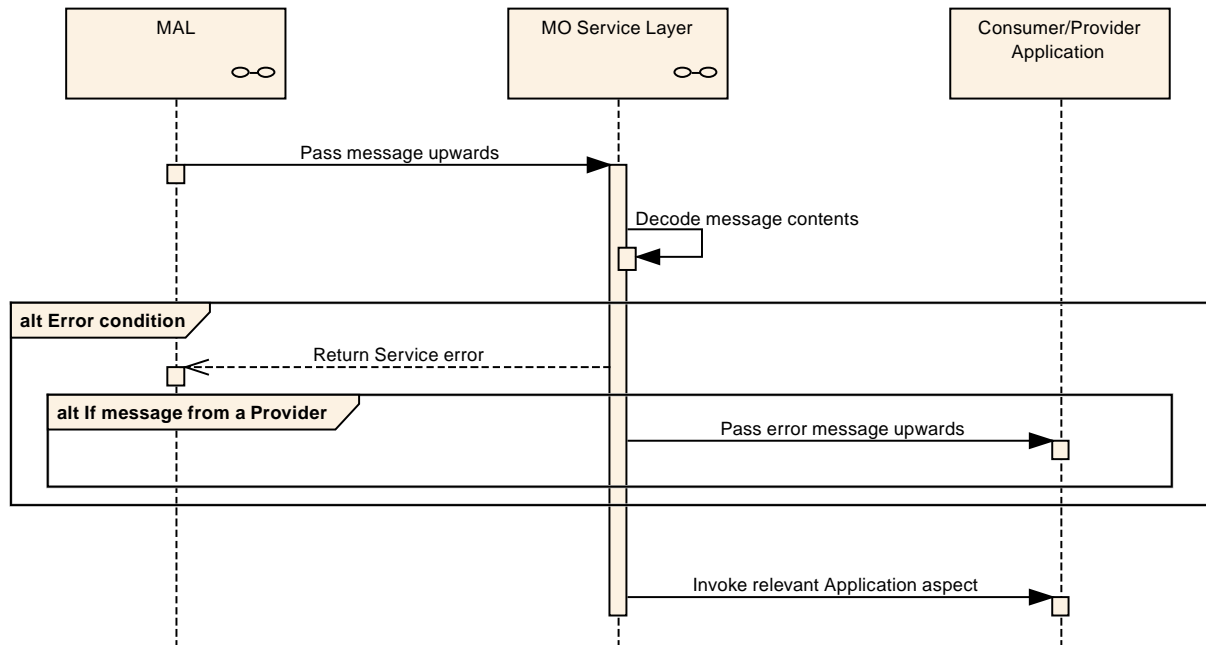 MAL
MO Service Layer
Consumer/Provider
Application
Pass message upwards
Decode message contents
alt Error condition
Return Service error
alt If message from a Provider
Pass error message upwards
Invoke relevant Application aspect